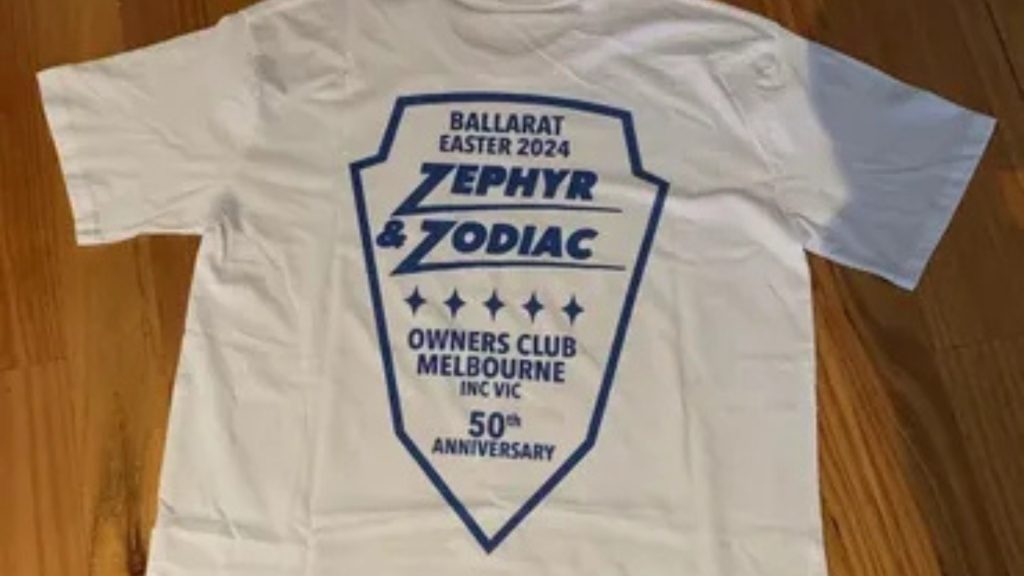 BALLARAT
EASTER 2024
ZEPHYR
& ZODIAC
OWNERS CLUB
MELBOURNE
INC VIC
50th
ANNIVERSARY